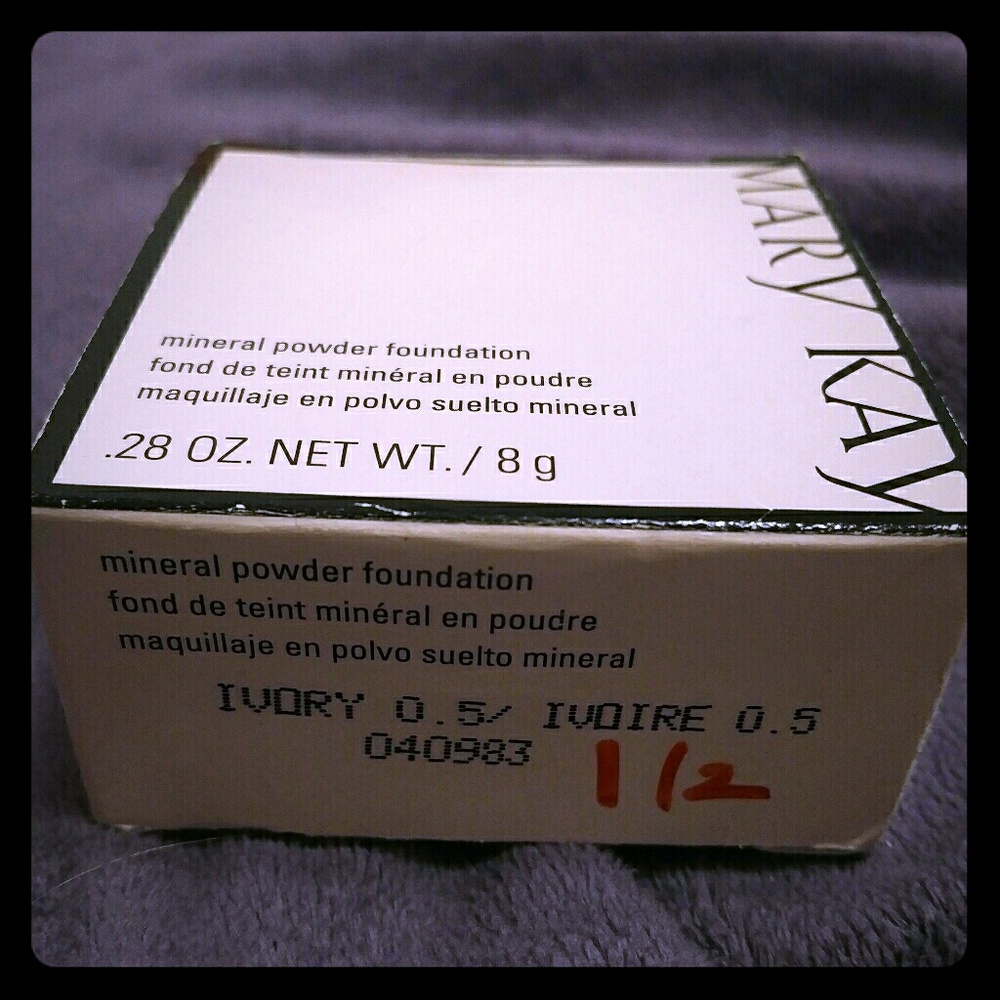 MARY KAY
mineral powder foundation
fond de teint minéral en poudre
maquillaje en polvo suelto mineral
.28 OZ. NET WT. / 8 g
mineral powder foundation
fond de teint minéral en poudre
maquillaje en polvo suelto mineral
IVORY 0.5/ IVOIRE 0.5
040983
1/2